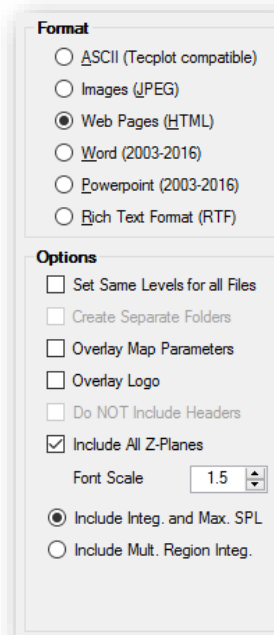 Format
ASCII (Tecplot compatible)
Images (JPEG)
Web Pages (HTML)
Word (2003-2016)
Powerpoint (2003-2016)
Rich Text Format (RTF)
Options
Set Same Levels for all Files
Create Separate Folders
Overlay Map Parameters
Overlay Logo
Do NOT Include Headers
Include All Z-Planes
Font Scale 1.5
Include Integ. and Max. SPL
Include Mult. Region Integ.